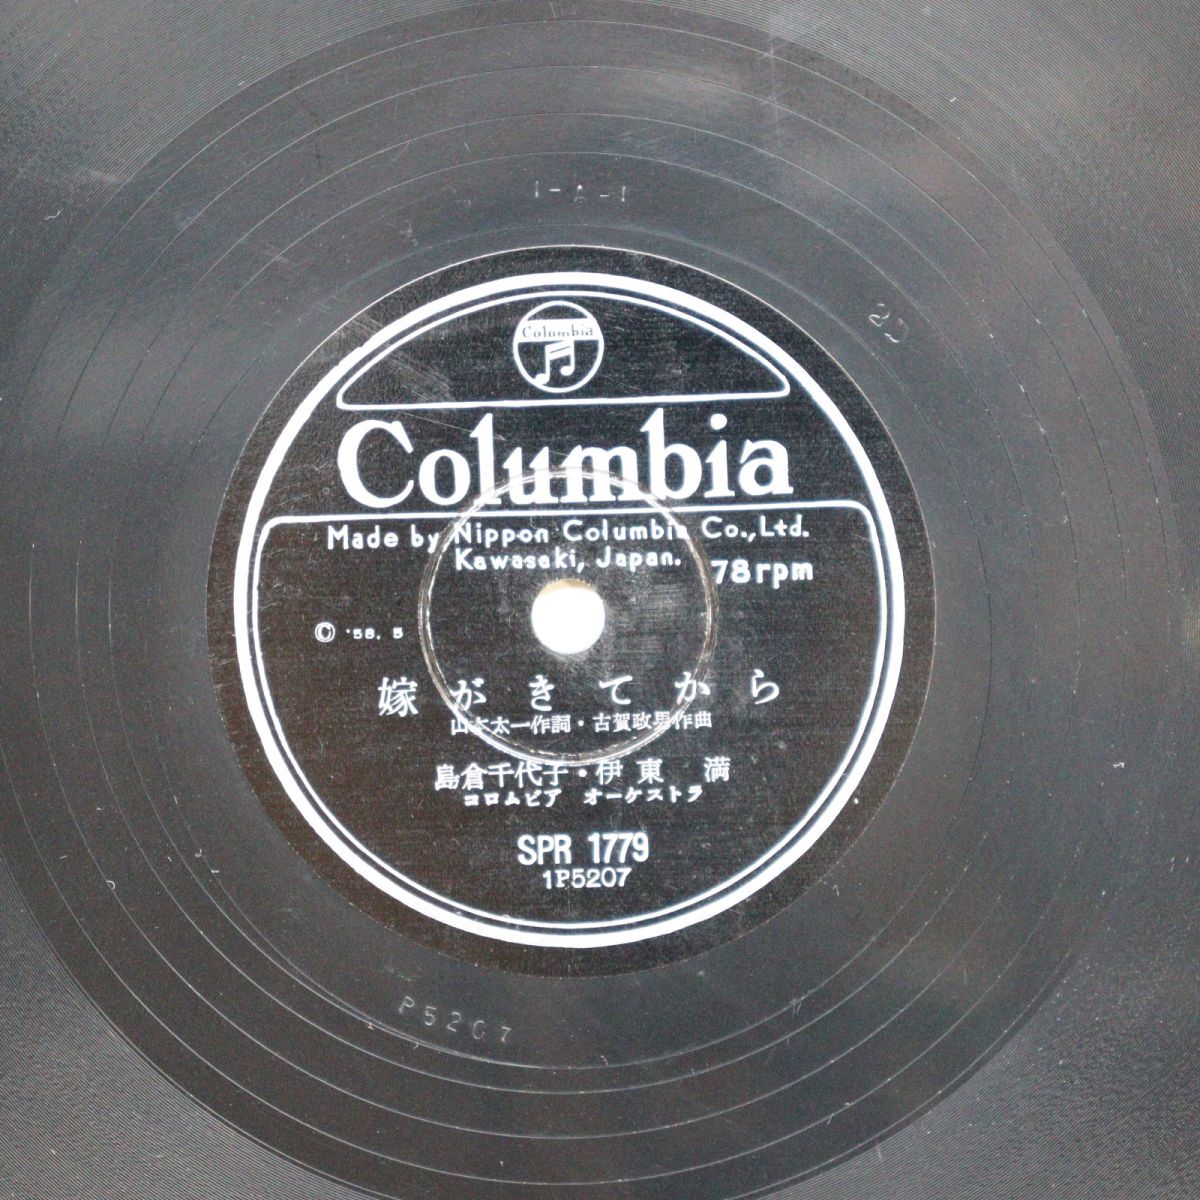 1-A-1
Columbia
Columbia
Made by Nippon Columbia Co., Ltd.
Kawasaki, Japan.
78rpm
© '58. 5
嫁がきてから
山本太一作詞・古賀政男作曲
島倉千代子・伊東 満
コロムビア オーケストラ
SPR 1779
1P5207
P5207